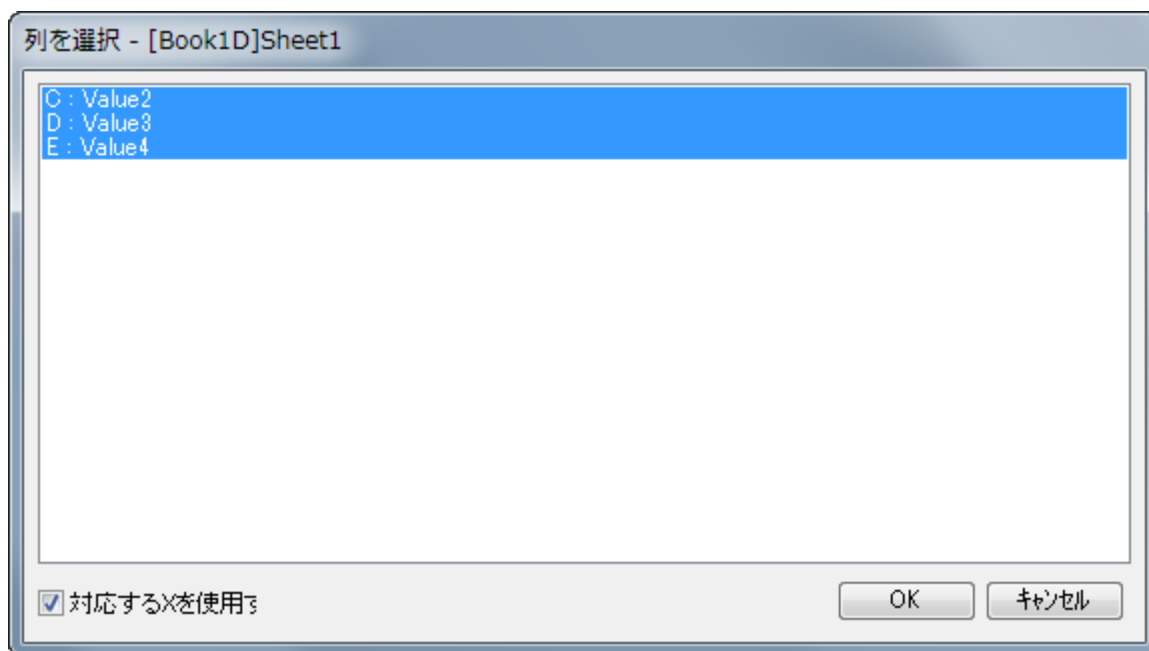 列を選択 - [Book1D]Sheet1
C : Value2
D : Value3
E : Value4
対応するXを使用す
OK
キャンセル